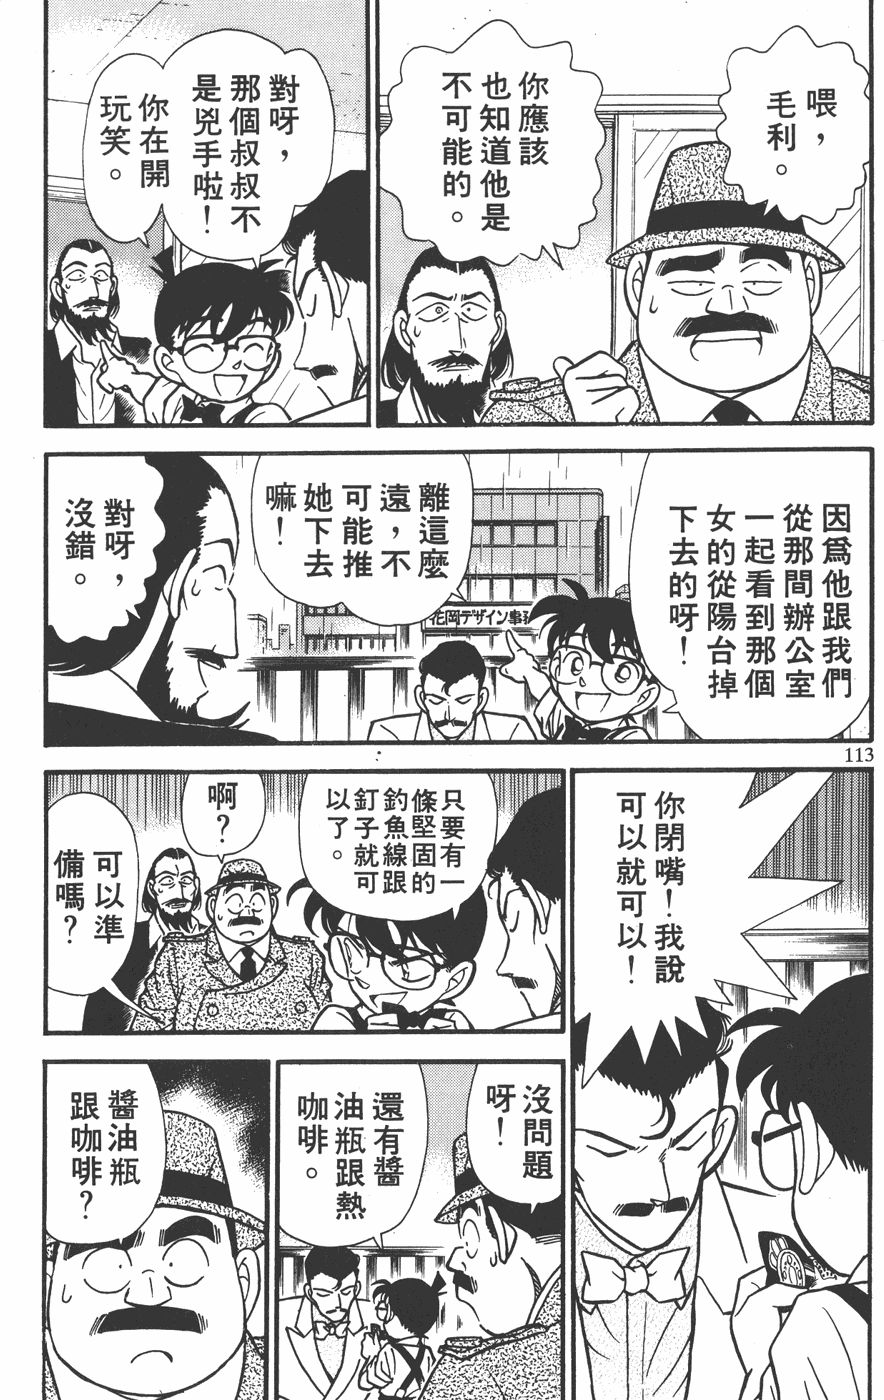 喂，
毛利。
你應該
也知道他是
不可能的。
對呀，
那個叔叔不
是兇手啦！
你在開
玩笑。
因為他跟我們
從那間辦公室
一起看到那個
女的從陽台掉
下去的呀！
離這麼
遠，不
可能推
她下去
嘛！
花岡デザイン事務
對呀，
沒錯。
113
你閉嘴！我說
可以就可以！
只要有一
條堅固的
釣魚線跟
釘子就可
以了。
啊？
可以準
備嗎？
沒問題
呀！
還有醬
油瓶跟熱
咖啡。
醬油瓶
跟咖啡？